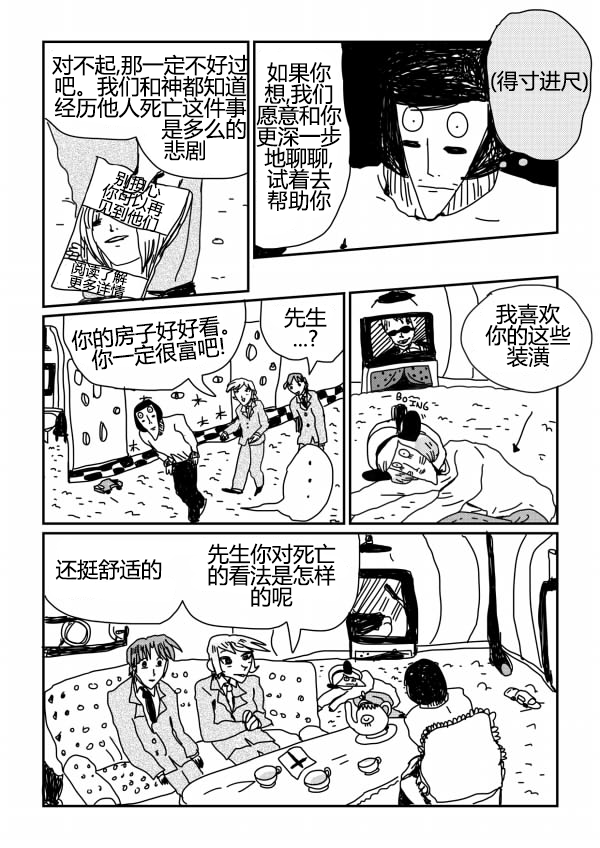 对不起,那一定不好过
吧。我们和神都知道
经历他人死亡这件事
是多么的
悲剧
别担心
你可以再
见到他们
阅读了解
更多详情
如果你
想,我们
愿意和你
更深一步
地聊聊,
试着去
帮助你
(得寸进尺)
你的房子好好看。
你一定很富吧!
先生
...?
...
我喜欢
你的这些
装潢
BOING
还挺舒适的
先生你对死亡
的看法是怎样
的呢